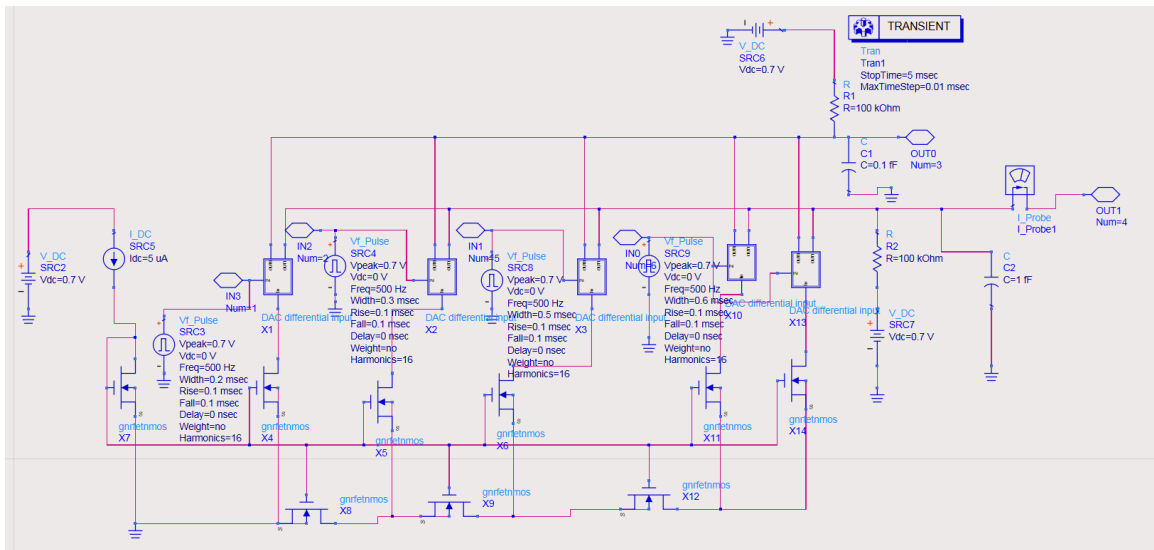 V_DC
SRC6
Vdc=0.7 V
TRANSIENT
Tran
Tran1
StopTime=5 msec
MaxTimeStep=0.01 msec
R
R1
R=100 kOhm
C
C1
C=0.1 fF
OUT0
Num=3
I_Probe
I_Probe1
OUT1
Num=4
V_DC
SRC2
Vdc=0.7 V
I_DC
SRC5
Idc=5 uA
IN3
Num=1
Vf_Pulse
SRC3
Vpeak=0.7 V
Vdc=0 V
Freq=500 Hz
Width=0.2 msec
Rise=0.1 msec
Fall=0.1 msec
Delay=0 nsec
Weight=no
Harmonics=16
DAC differential input
X1
IN2
Num=2
Vf_Pulse
SRC4
Vpeak=0.7 V
Vdc=0 V
Freq=500 Hz
Width=0.3 msec
Rise=0.1 msec
Fall=0.1 msec
Delay=0 nsec
Weight=no
Harmonics=16
DAC differential input
X2
IN1
Num=5
Vf_Pulse
SRC8
Vpeak=0.7 V
Vdc=0 V
Freq=500 Hz
Width=0.5 msec
Rise=0.1 msec
Fall=0.1 msec
Delay=0 nsec
Weight=no
Harmonics=16
DAC differential input
X3
IN0
Num=6
Vf_Pulse
SRC9
Vpeak=0.7 V
Vdc=0 V
Freq=500 Hz
Width=0.6 msec
Rise=0.1 msec
Fall=0.1 msec
Delay=0 nsec
Weight=no
Harmonics=16
DAC differential input
X10
DAC differential input
X13
R
R2
R=100 kOhm
V_DC
SRC7
Vdc=0.7 V
C
C2
C=1 fF
gnrfetnmos
X7
gnrfetnmos
X4
gnrfetnmos
X5
gnrfetnmos
X6
gnrfetnmos
X11
gnrfetnmos
X14
gnrfetnmos
X8
gnrfetnmos
X9
gnrfetnmos
X12